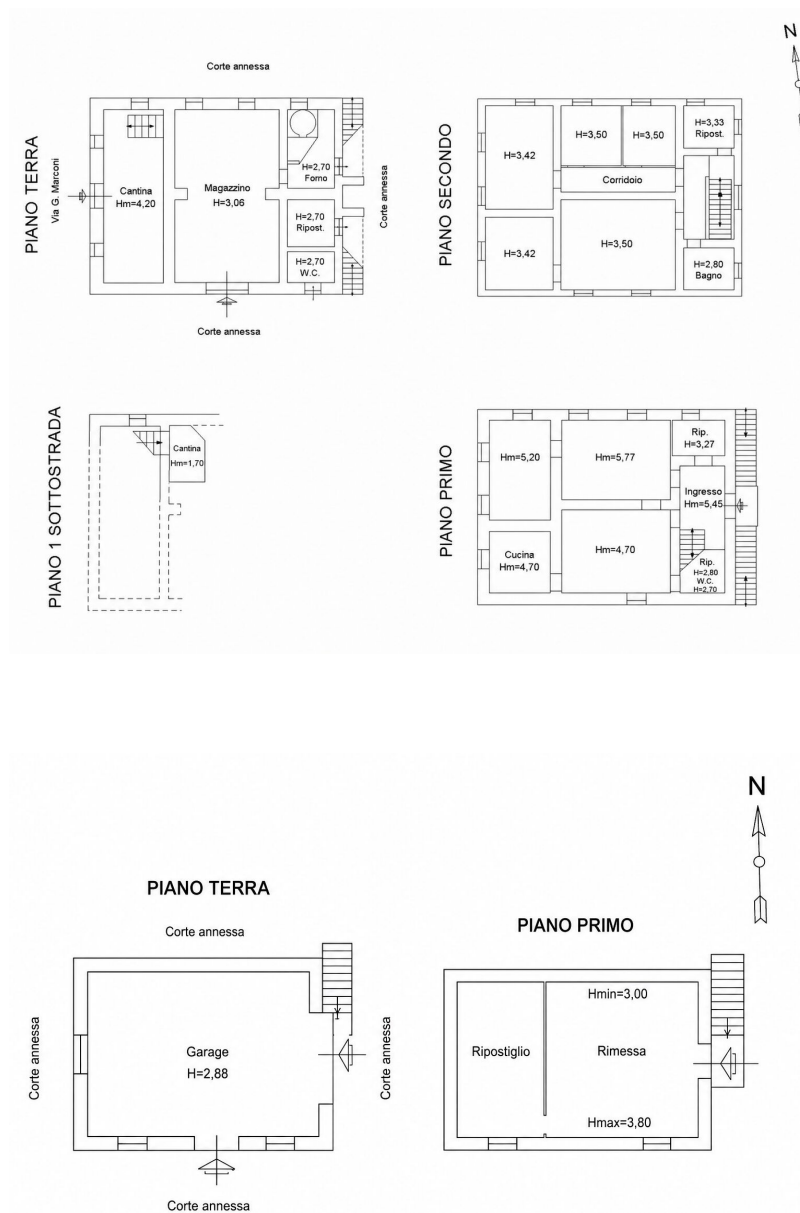 N
Corte annessa
PIANO TERRA
Via G. Marconi
Cantina
Hm=4,20
Magazzino
H=3,06
H=2,70
Forno
H=2,70
Ripost.
H=2,70
W.C.
Corte annessa
Corte annessa
PIANO SECONDO
H=3,42
H=3,50
H=3,50
H=3,33
Ripost.
Corridoio
H=3,42
H=3,50
H=2,80
Bagno
PIANO 1 SOTTOSTRADA
Cantina
Hm=1,70
PIANO PRIMO
Hm=5,20
Hm=5,77
Rip.
H=3,27
Ingresso
Hm=5,45
Cucina
Hm=4,70
Hm=4,70
Rip.
H=2,80
W.C.
H=2,70
N
PIANO TERRA
Corte annessa
Corte annessa
Garage
H=2,88
Corte annessa
Corte annessa
PIANO PRIMO
Hmin=3,00
Ripostiglio
Rimessa
Hmax=3,80